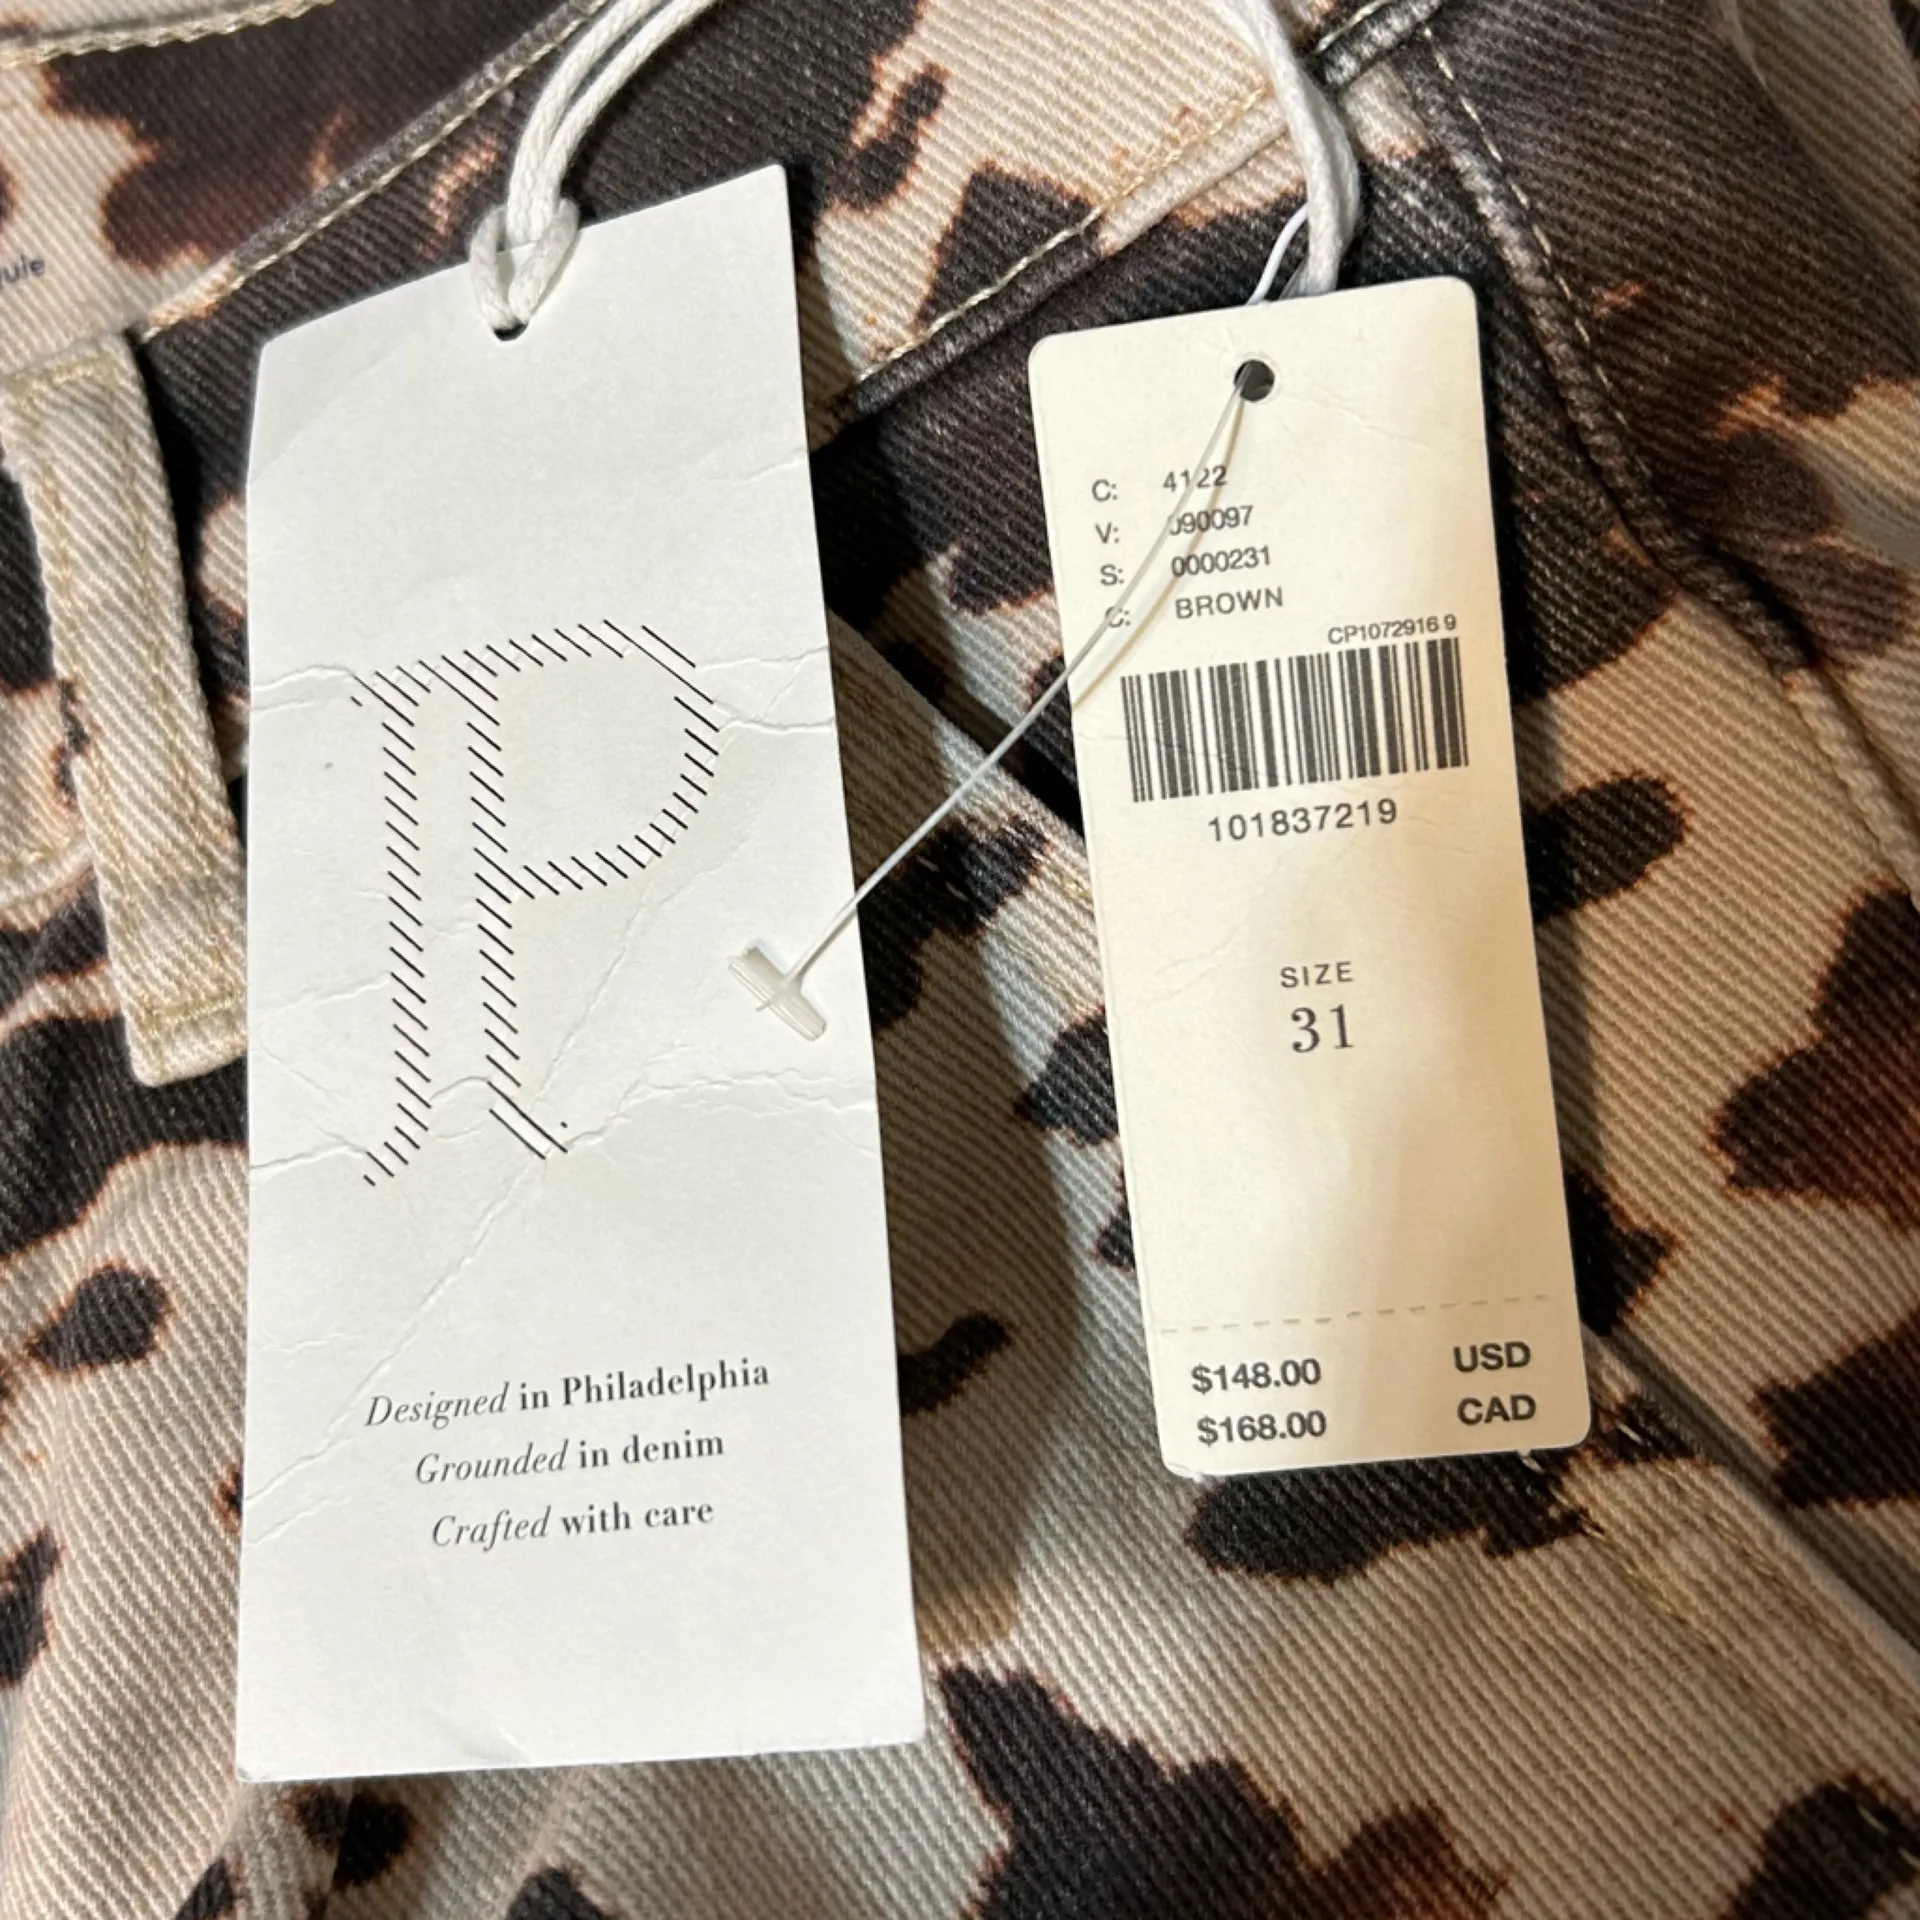 P
Designed in Philadelphia
Grounded in denim
Crafted with care
C: 4122
V: 090097
S: 0000231
C: BROWN
CP1072916 9
101837219
SIZE
31
$148.00 USD
$168.00 CAD